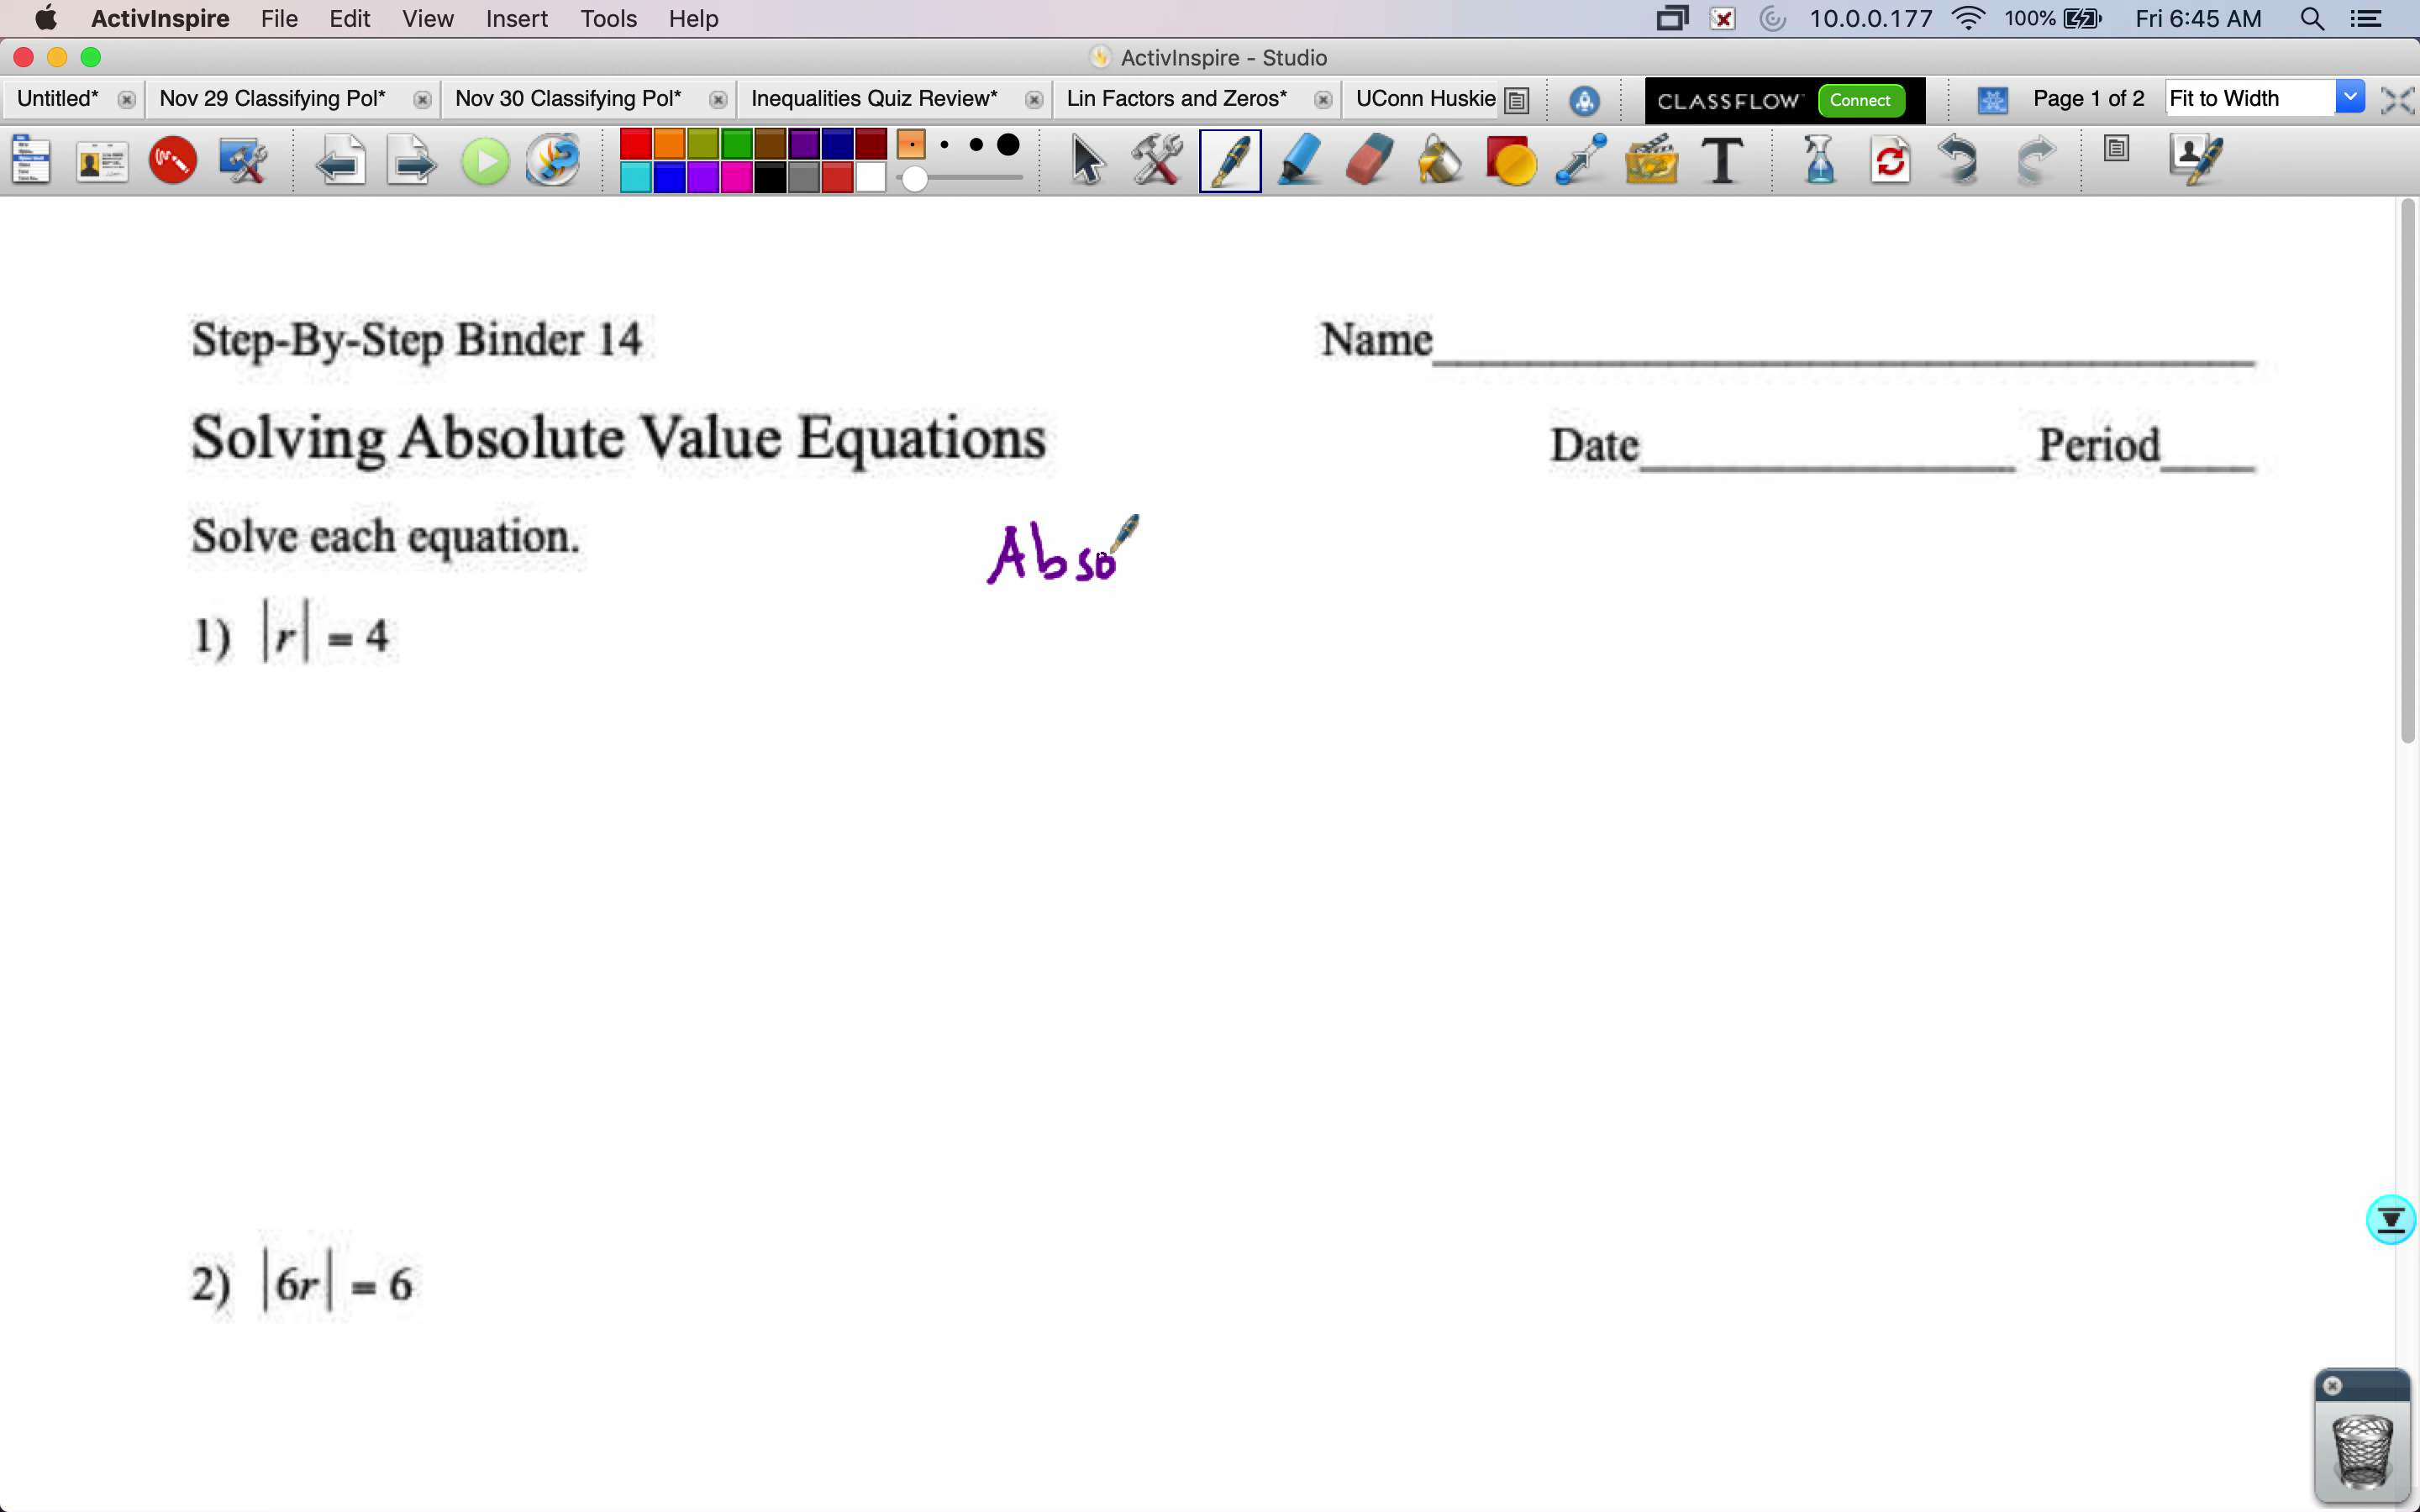 ActivInspire File Edit View Insert Tools Help 10.0.0.177 100% Fri 6:45 AM
ActivInspire - Studio
Untitled* Nov 29 Classifying Pol* Nov 30 Classifying Pol* Inequalities Quiz Review* Lin Factors and Zeros* UConn Huskie CLASSFLOW Connect Page 1 of 2 Fit to Width
T
Step-By-Step Binder 14 Name
Solving Absolute Value Equations Date Period
Solve each equation. Abso
1) |r| = 4
2) |6r| = 6